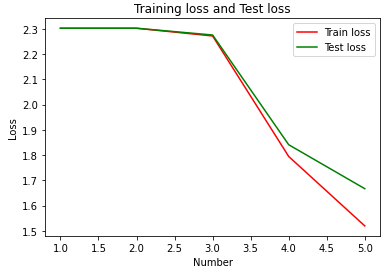 Training loss and Test loss
Train loss
Test loss
Loss
2.3
2.2
2.1
2.0
1.9
1.8
1.7
1.6
1.5
1.0 1.5 2.0 2.5 3.0 3.5 4.0 4.5 5.0
Number